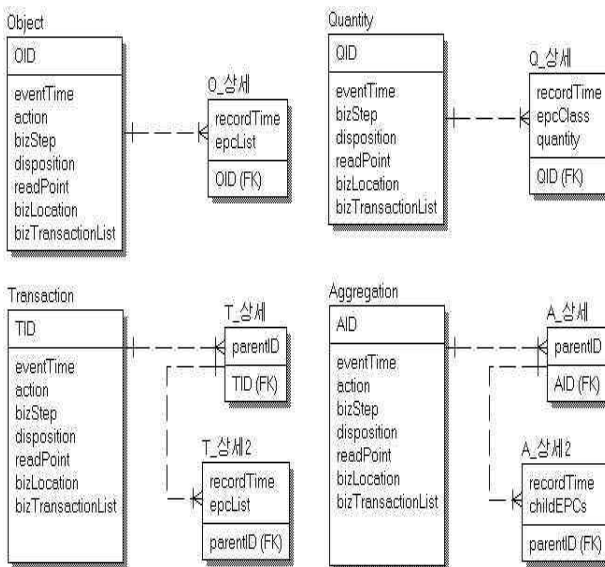 Object
OID
eventTime
action
bizStep
disposition
readPoint
bizLocation
bizTransactionList
O_상세
recordTime
epcList
OID (FK)
Quantity
QID
eventTime
bizStep
disposition
readPoint
bizLocation
bizTransactionList
Q_상세
recordTime
epcClass
quantity
QID (FK)
Transaction
TID
eventTime
action
bizStep
disposition
readPoint
bizLocation
bizTransactionList
T_상세
parentID
TID (FK)
T_상세2
recordTime
epcList
parentID (FK)
Aggregation
AID
eventTime
action
bizStep
disposition
readPoint
bizLocation
bizTransactionList
A_상세
parentID
AID (FK)
A_상세2
recordTime
childEPCs
parentID (FK)